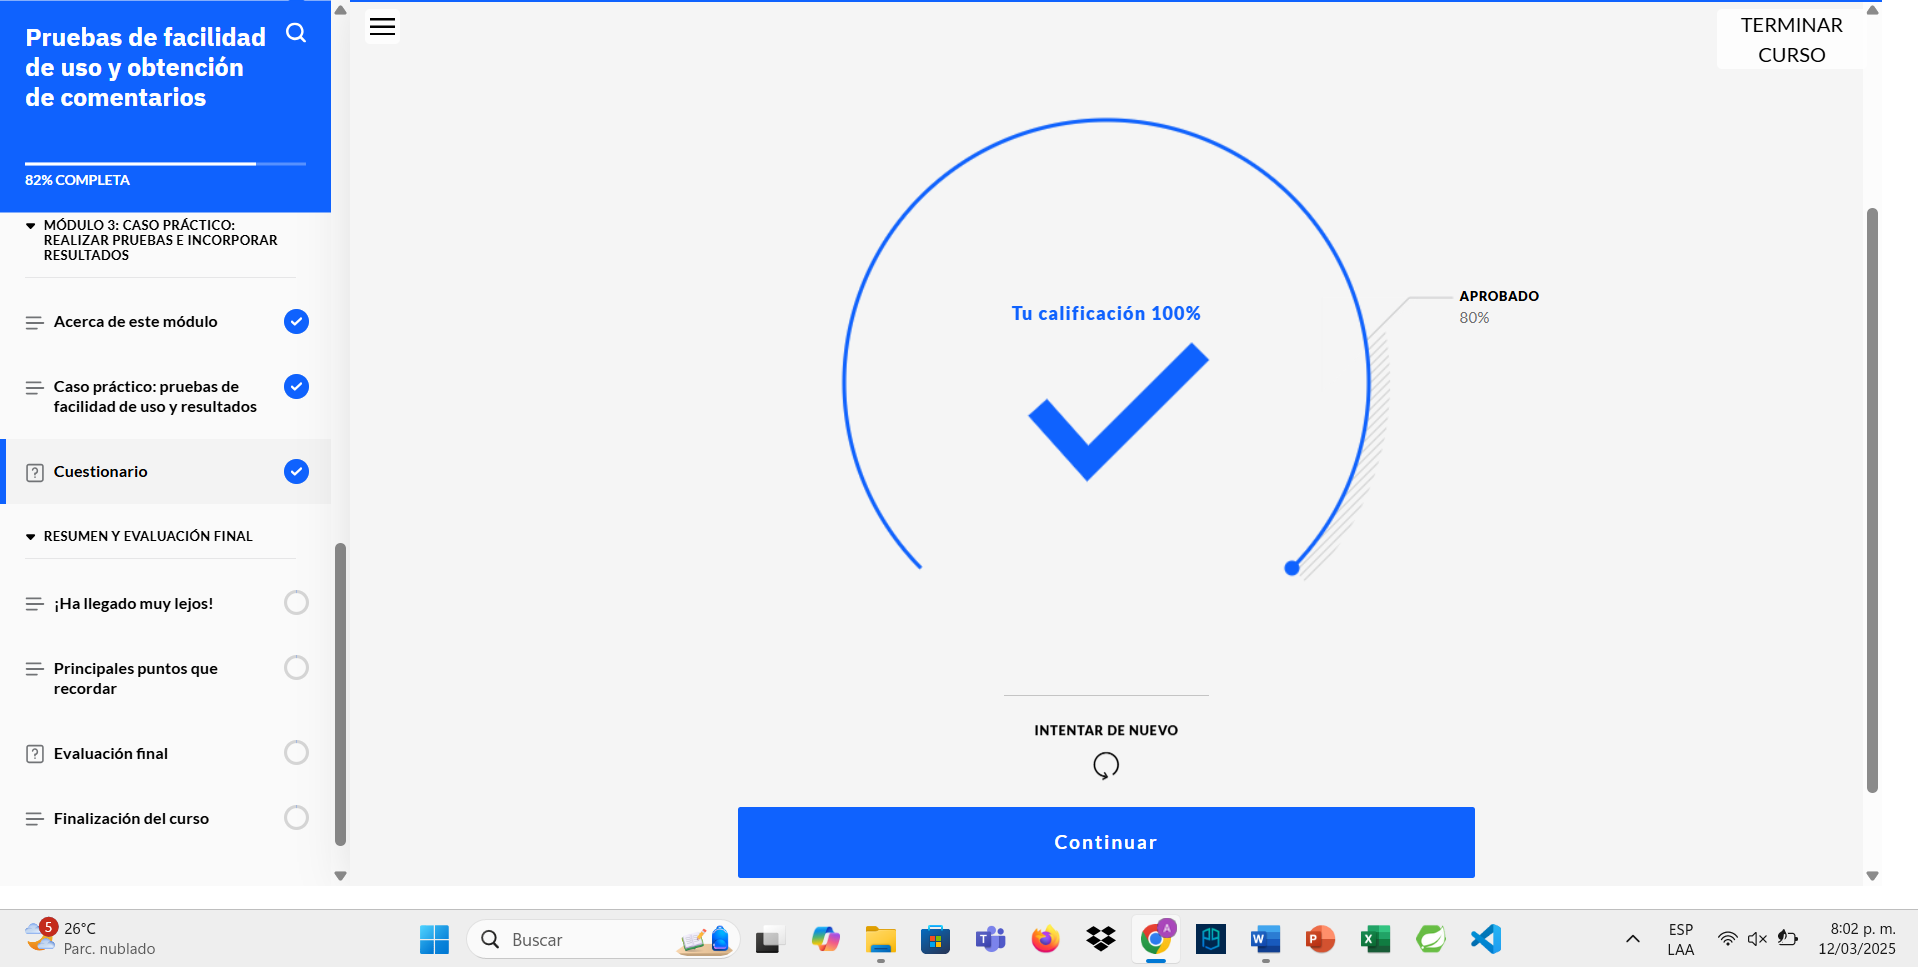 Pruebas de facilidad
de uso y obtención
de comentarios
82% COMPLETA
MÓDULO 3: CASO PRÁCTICO:
REALIZAR PRUEBAS E INCORPORAR
RESULTADOS
Acerca de este módulo
Caso práctico: pruebas de
facilidad de uso y resultados
Cuestionario
RESUMEN Y EVALUACIÓN FINAL
¡Ha llegado muy lejos!
Principales puntos que
recordar
Evaluación final
Finalización del curso
TERMINAR
CURSO
Tu calificación 100%
APROBADO
80%
INTENTAR DE NUEVO
Continuar
5
26°C
Parc. nublado
Buscar
A
ESP
LAA
8:02 p. m.
12/03/2025